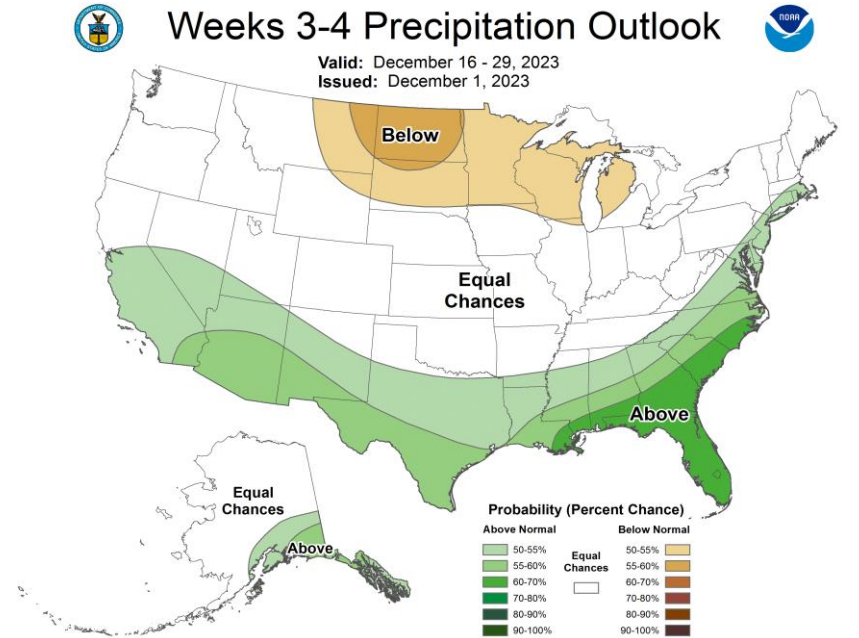 Weeks 3-4 Precipitation Outlook
NOAA
Valid: December 16 - 29, 2023
Issued: December 1, 2023
Below
Equal
Chances
Above
Equal
Chances
Above
Probability (Percent Chance)
Above Normal
Below Normal
Equal
Chances
50-55%
55-60%
60-70%
70-80%
80-90%
90-100%
50-55%
55-60%
60-70%
70-80%
80-90%
90-100%